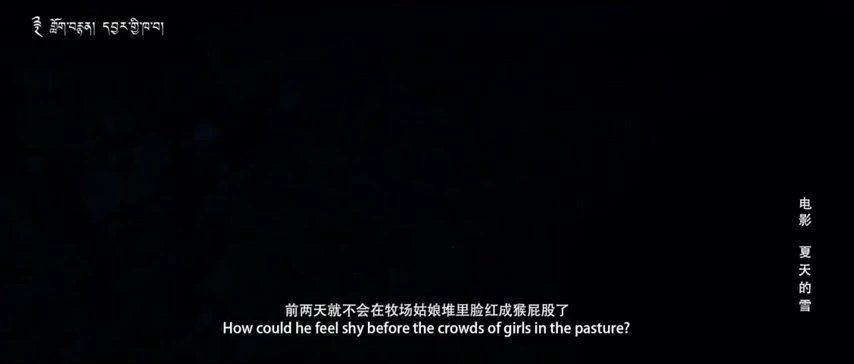 ༄༅ གློག་བརྙན། དབྱར་གྱི་ཁ་བ།
电影 夏天的雪
前两天就不会在牧场姑娘堆里脸红成猴屁股了
How could he feel shy before the crowds of girls in the pasture?